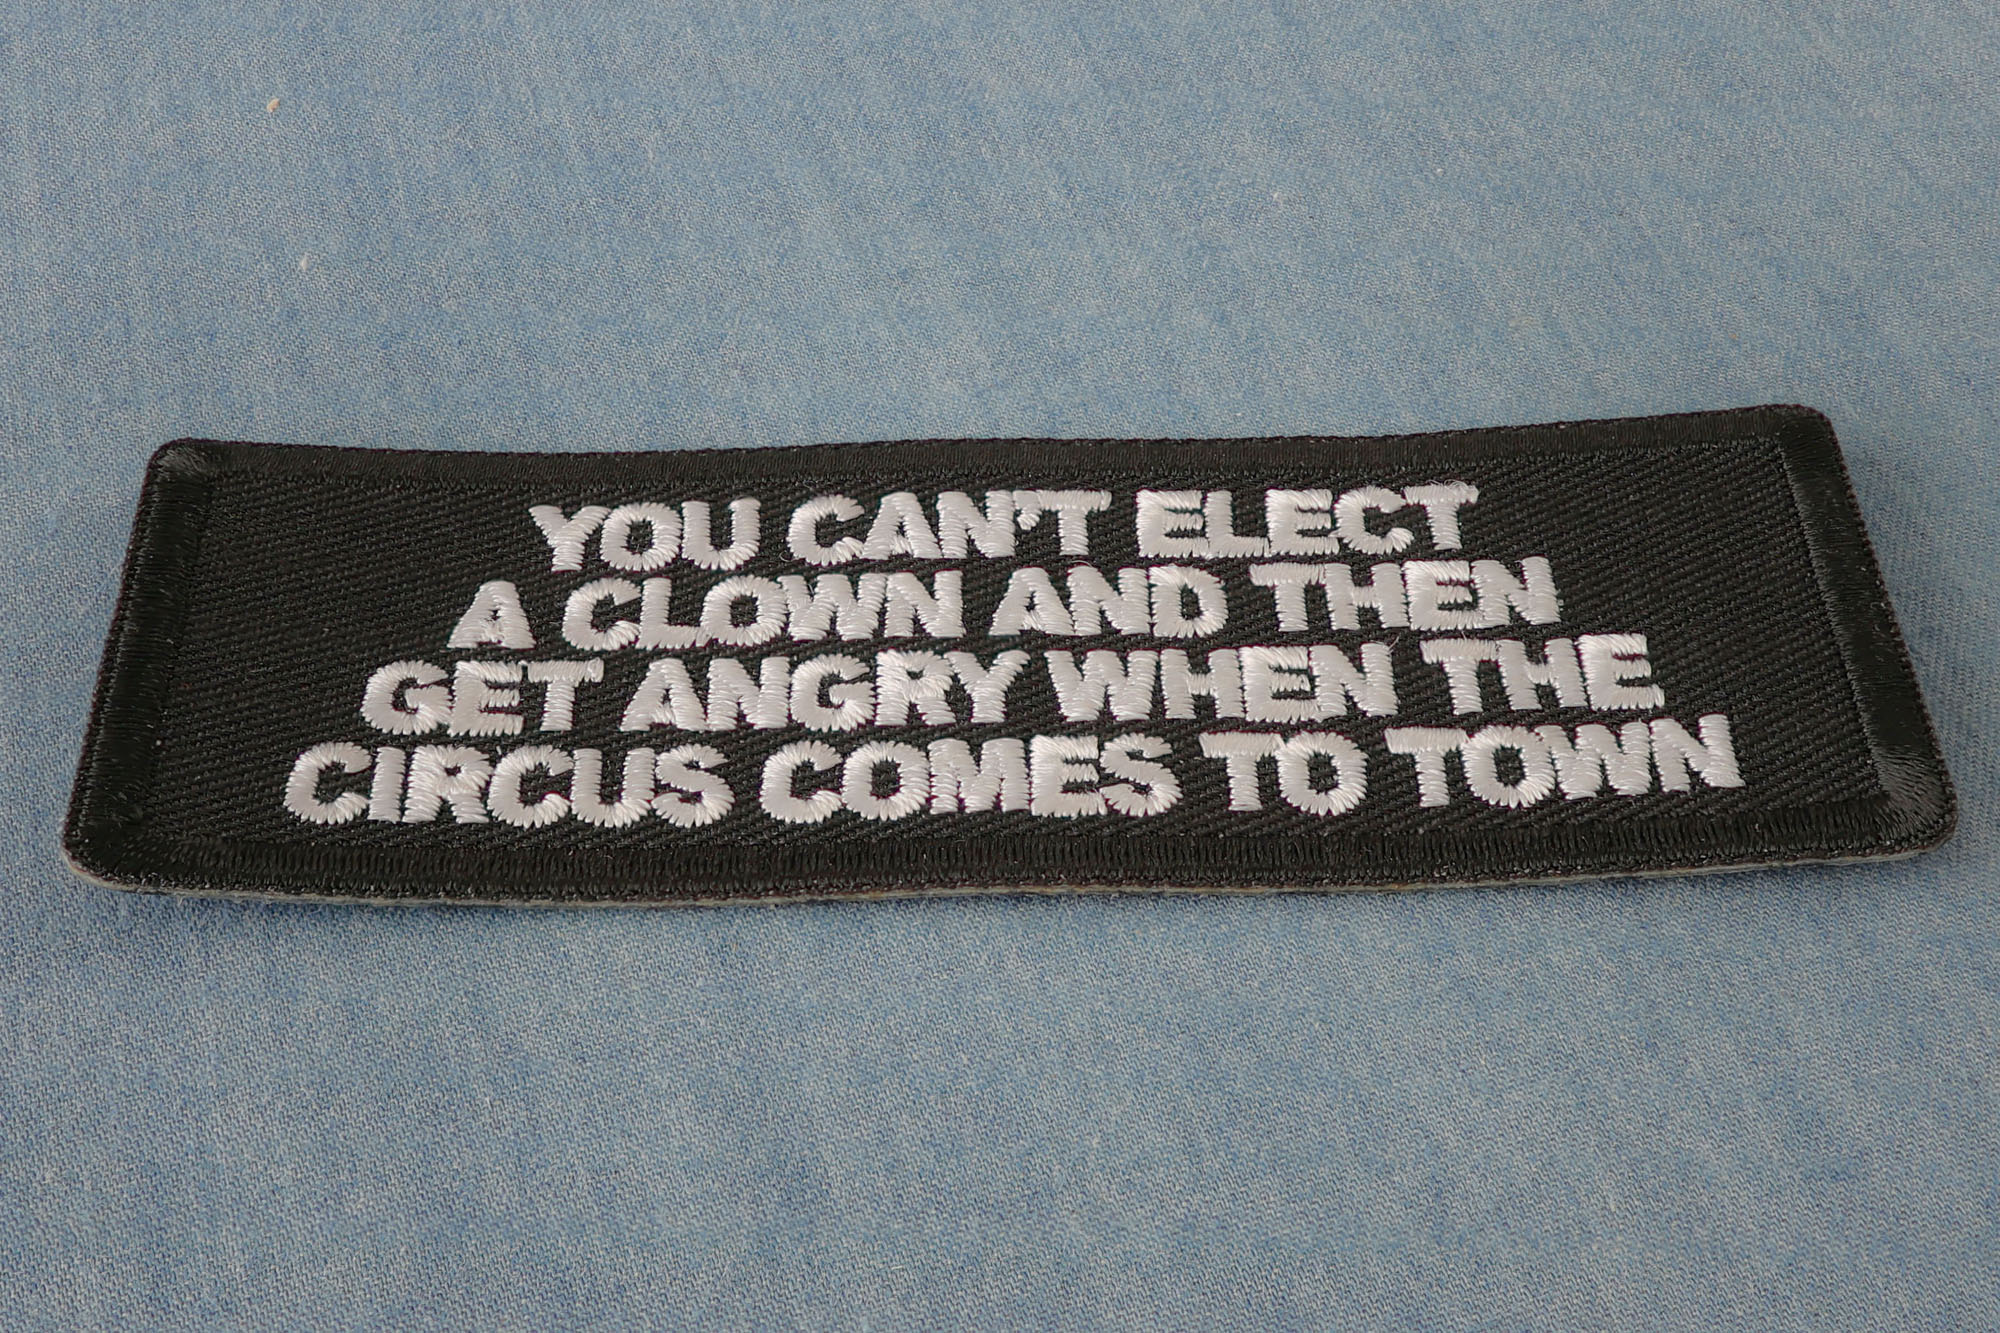 YOU CAN'T ELECT
A CLOWN AND THEN
GET ANGRY WHEN THE
CIRCUS COMES TO TOWN